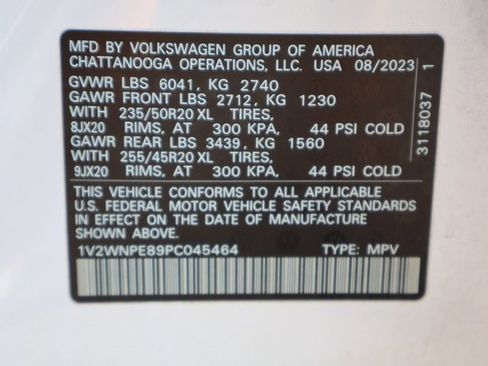 MFD BY VOLKSWAGEN GROUP OF AMERICA
CHATTANOOGA OPERATIONS, LLC. USA 08/2023
GVWR LBS 6041, KG 2740
GAWR FRONT LBS 2712, KG 1230
WITH 235/50R20 XL TIRES,
8JX20 RIMS, AT 300 KPA, 44 PSI COLD
GAWR REAR LBS 3439, KG 1560
WITH 255/45R20 XL TIRES,
9JX20 RIMS, AT 300 KPA, 44 PSI COLD
THIS VEHICLE CONFORMS TO ALL APPLICABLE
U.S. FEDERAL MOTOR VEHICLE SAFETY STANDARDS
IN EFFECT ON THE DATE OF MANUFACTURE
SHOWN ABOVE.
1V2WNPE89PC045464 TYPE: MPV
3118037 1